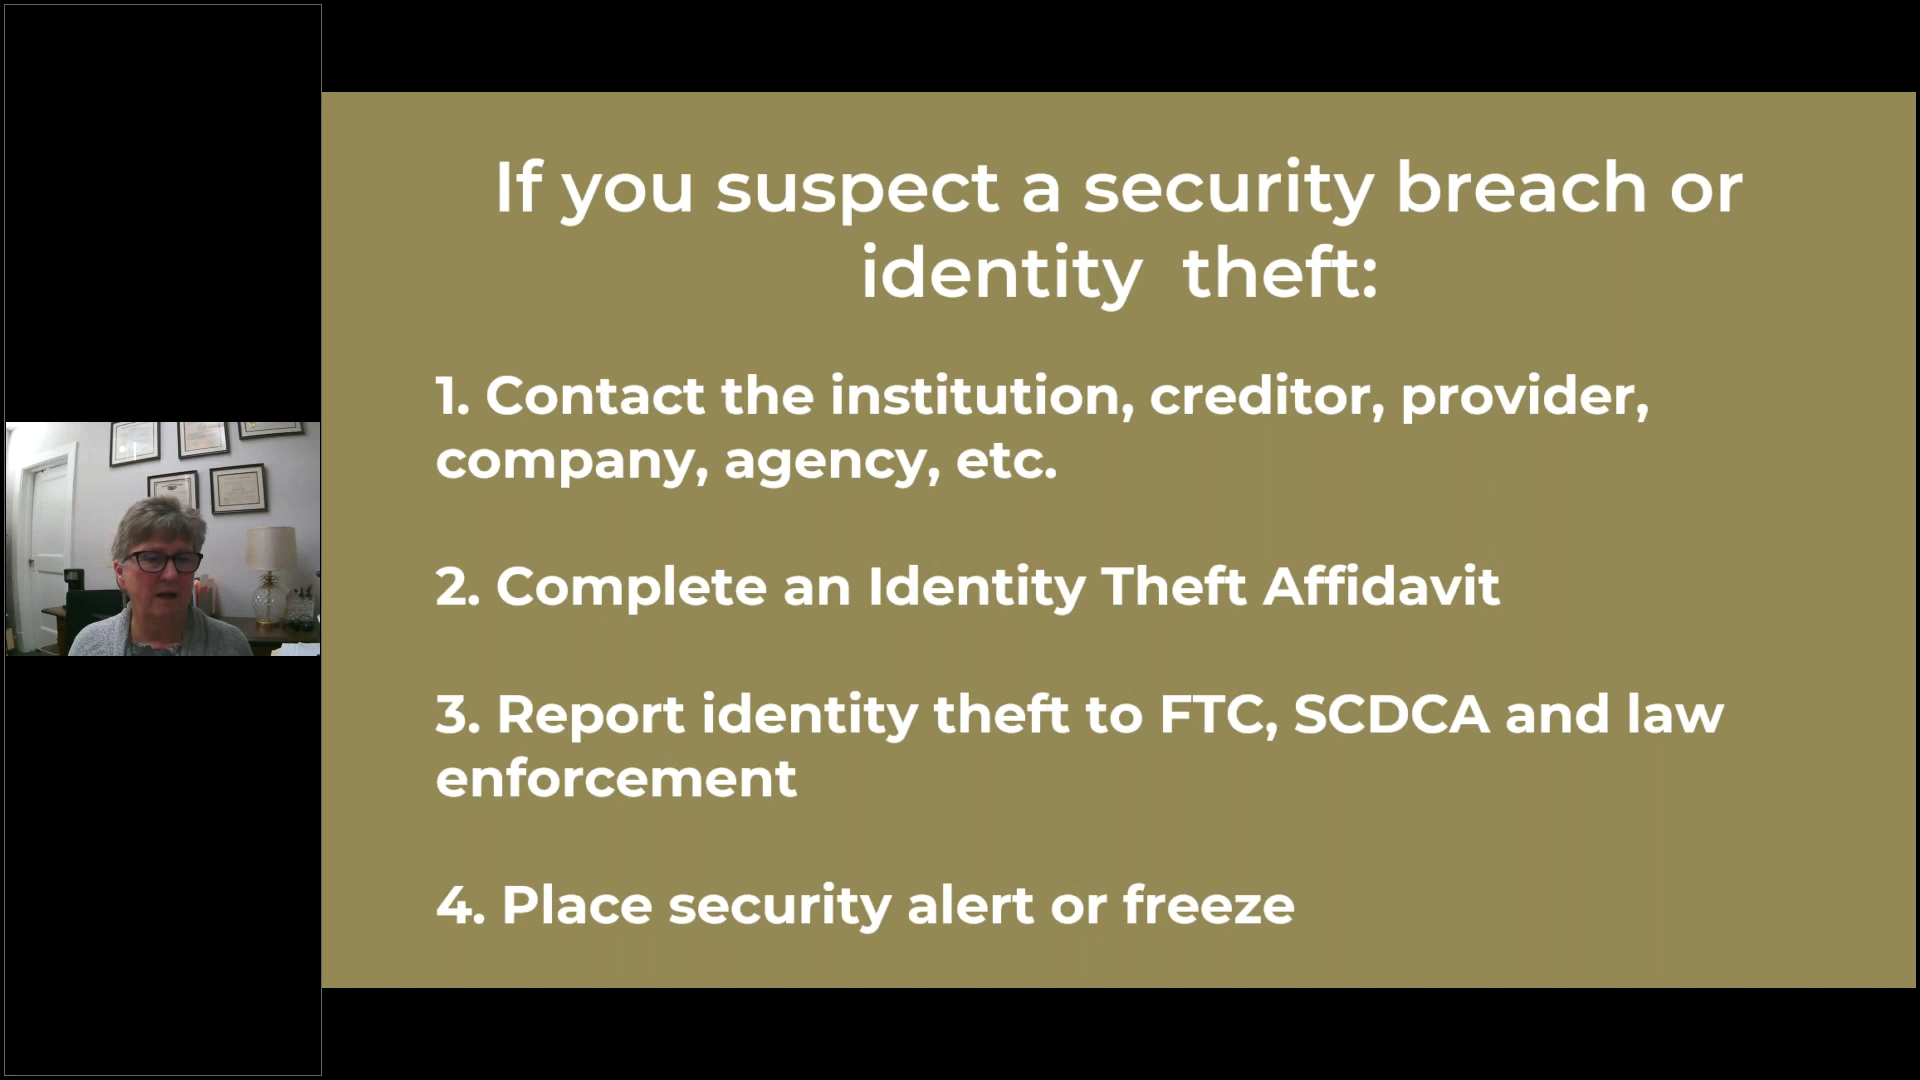 If you suspect a security breach or
identity  theft:
1. Contact the institution, creditor, provider,
company, agency, etc.
2. Complete an Identity Theft Affidavit
3. Report identity theft to FTC, SCDCA and law
enforcement
4. Place security alert or freeze